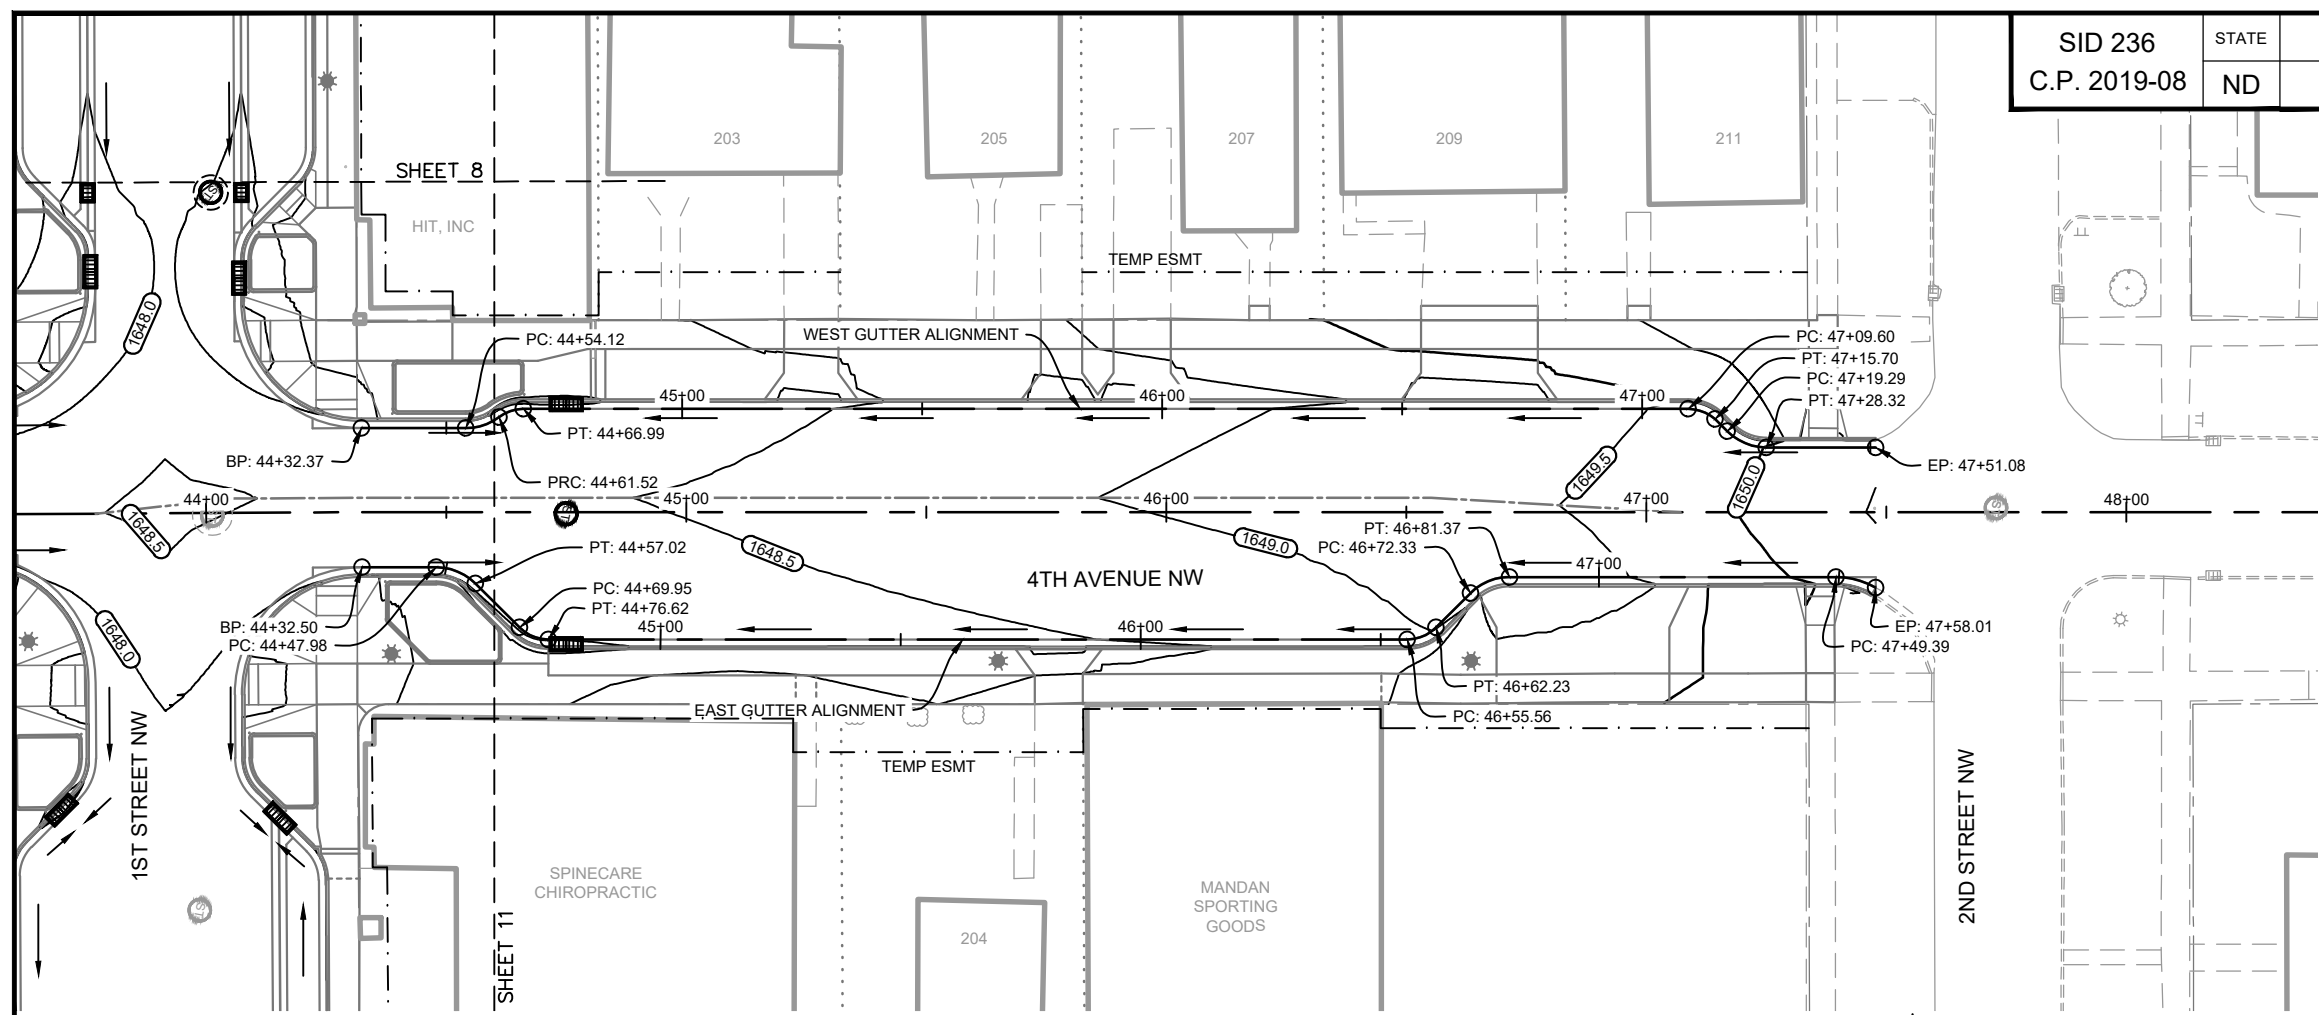 SID 236
C.P. 2019-08
STATE
ND
203
205
207
209
211
SHEET 8
HIT, INC
TEMP ESMT
1648.0
PC: 44+54.12
WEST GUTTER ALIGNMENT
PC: 47+09.60
PT: 47+15.70
PC: 47+19.29
PT: 47+28.32
45+00
46+00
47+00
PT: 44+66.99
BP: 44+32.37
PRC: 44+61.52
EP: 47+51.08
1649.5
1650.0
44+00
45+00
46+00
47+00
48+00
ST
ST
ST
ST
1648.5
1648.5
1649.0
PT: 46+81.37
PC: 46+72.33
PT: 44+57.02
4TH AVENUE NW
47+00
PC: 44+69.95
PT: 44+76.62
BP: 44+32.50
PC: 44+47.98
1648.0
45+00
46+00
EP: 47+58.01
PC: 47+49.39
PT: 46+62.23
PC: 46+55.56
EAST GUTTER ALIGNMENT
TEMP ESMT
1ST STREET NW
2ND STREET NW
SPINECARE
CHIROPRACTIC
MANDAN
SPORTING
GOODS
204
ST
SHEET 11